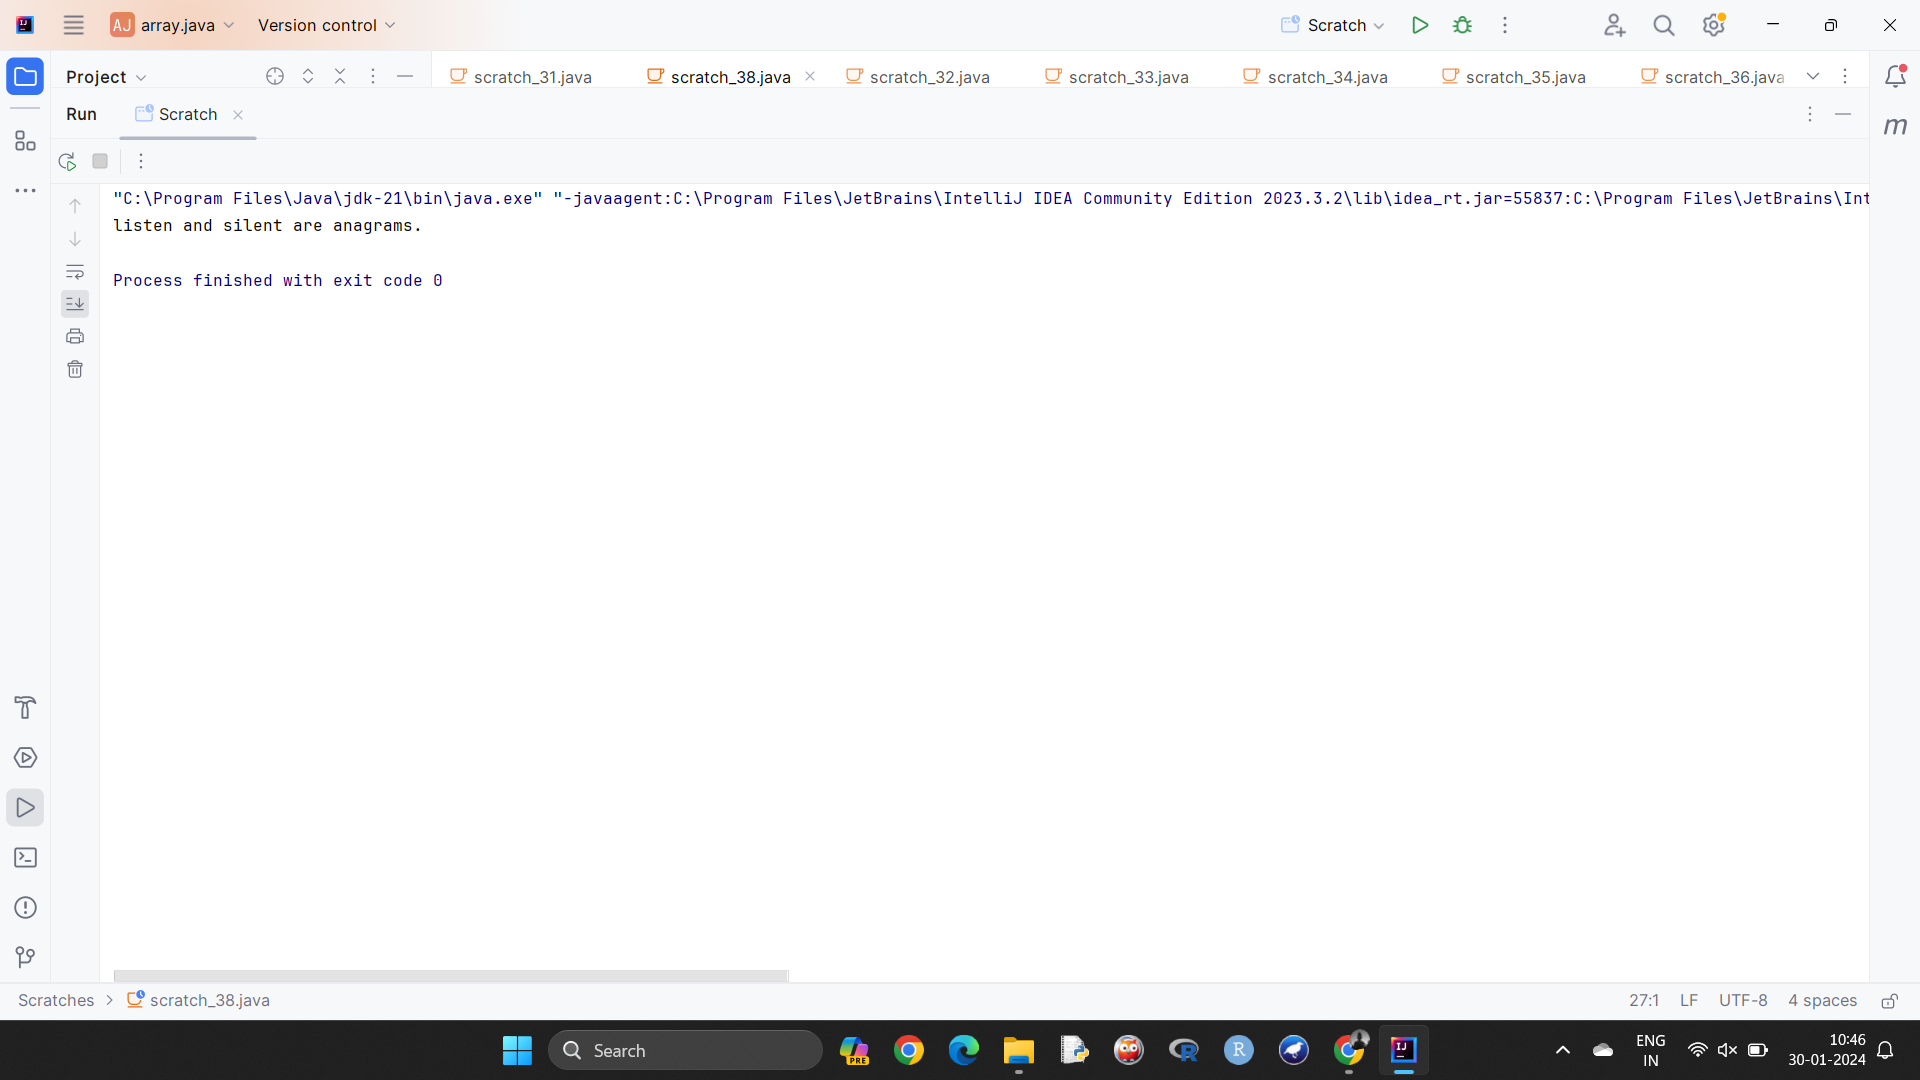 AJ array.java Version control Scratch
Project scratch_31.java scratch_38.java scratch_32.java scratch_33.java scratch_34.java scratch_35.java scratch_36.java
Run Scratch
m
"C:\Program Files\Java\jdk-21\bin\java.exe" "-javaagent:C:\Program Files\JetBrains\IntelliJ IDEA Community Edition 2023.3.2\lib\idea_rt.jar=55837:C:\Program Files\JetBrains\Int
listen and silent are anagrams.
Process finished with exit code 0
Scratches > scratch_38.java 27:1 LF UTF-8 4 spaces
Search PRE R R IJ ENG 10:46
IN 30-01-2024